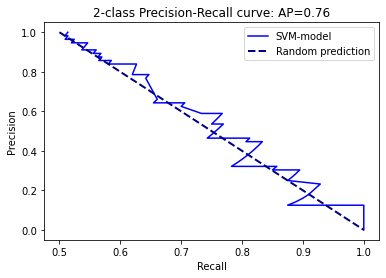 2-class Precision-Recall curve: AP=0.76
SVM-model
Random prediction
1.0
0.8
0.6
0.4
0.2
0.0
Precision
0.5
0.6
0.7
0.8
0.9
1.0
Recall